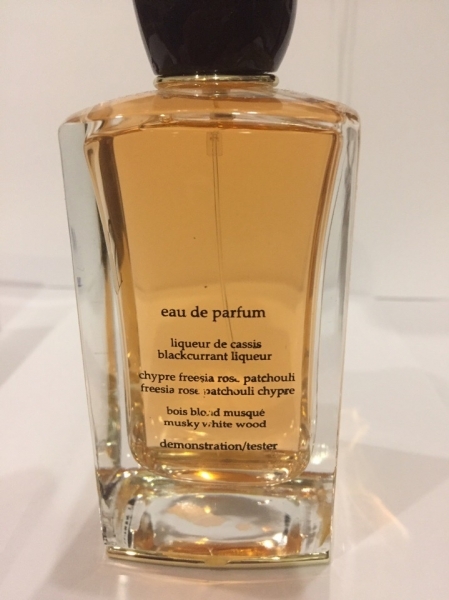 eau de parfum
liqueur de cassis
blackcurrant liqueur
chypre freesia rose patchouli
freesia rose patchouli chypre
bois blond musqué
musky white wood
demonstration/tester